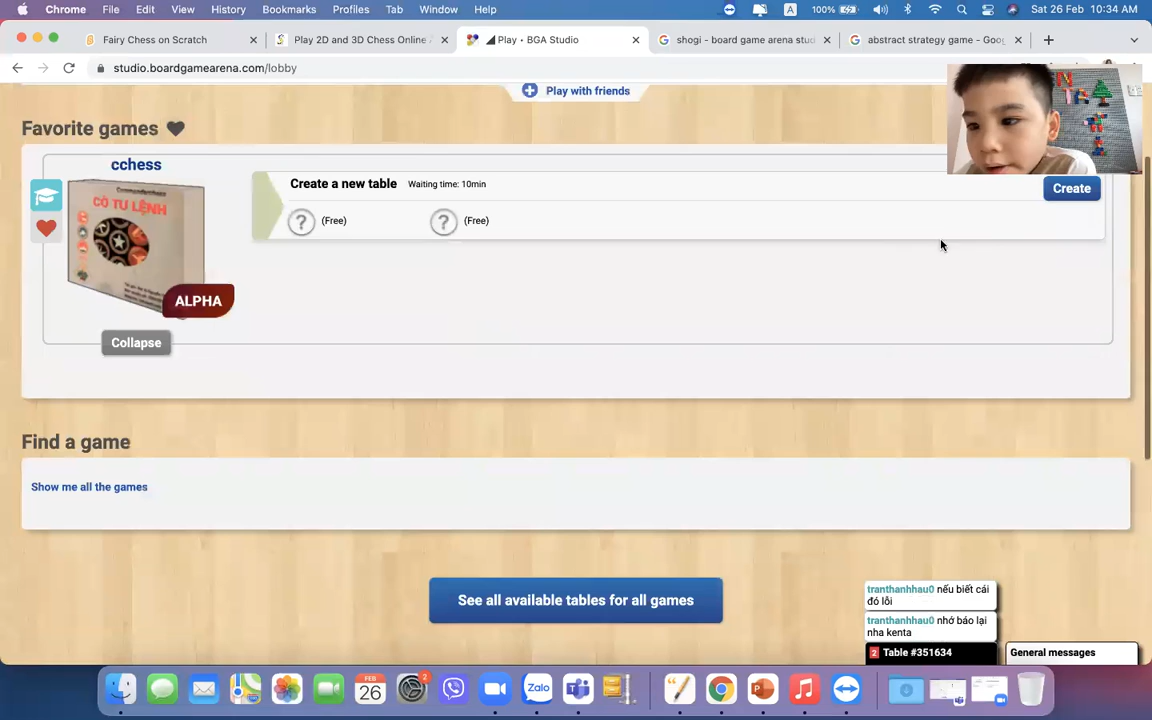 Chrome File Edit View History Bookmarks Profiles Tab Window Help A 100% Sat 26 Feb 10:34 AM
Fairy Chess on Scratch Play 2D and 3D Chess Online Play • BGA Studio shogi - board game arena stud abstract strategy game - Goog
studio.boardgamearena.com/lobby
Play with friends
Favorite games
cchess
Create a new table Waiting time: 10min
Create
? (Free) ? (Free)
CỜ TƯ LỆNH
ALPHA
Collapse
Find a game
Show me all the games
See all available tables for all games
tranthanhhau0 nếu biết cái
đó lỗi
tranthanhhau0 nhớ báo lại
nha kenta
2 Table #351634 General messages
FEB
26
2
Zalo